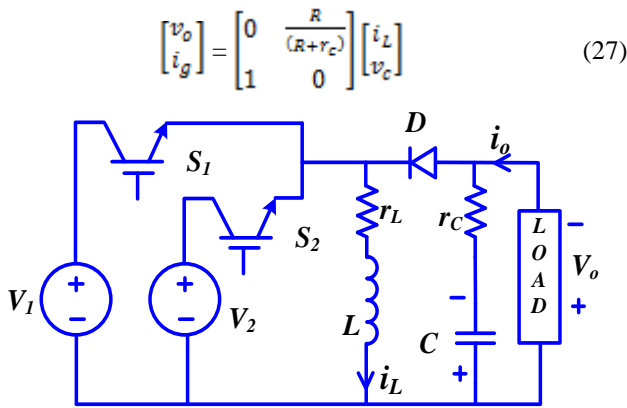 [v_o i_g] = [0 R/(R+r_c) 1 0] [i_L v_c] (27)
D
i_o
S_1
r_L
r_C
L
O
A
D
−
V_o
+
S_2
−
V_1
+
−
+
−
V_2
L
C
+
i_L